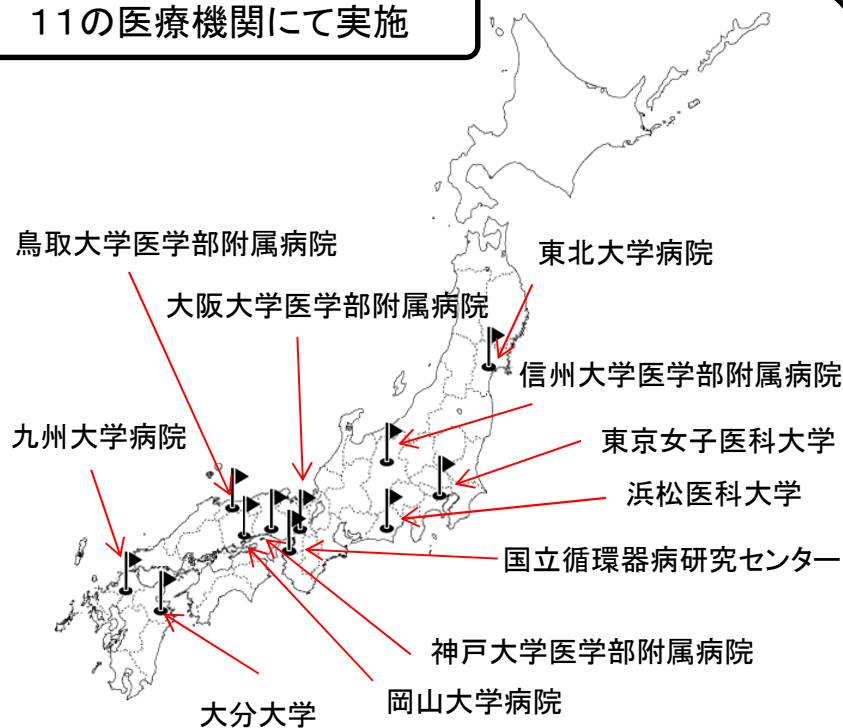 11の医療機関にて実施
鳥取大学医学部附属病院
東北大学病院
大阪大学医学部附属病院
信州大学医学部附属病院
九州大学病院
東京女子医科大学
浜松医科大学
国立循環器病研究センター
神戸大学医学部附属病院
岡山大学病院
大分大学